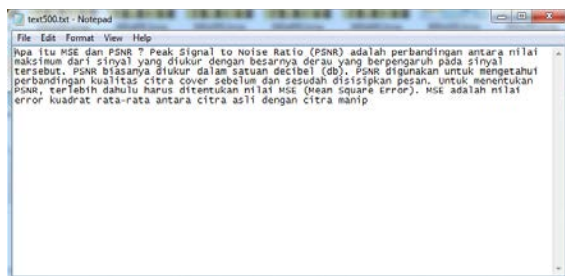 text500.txt - Notepad
File Edit Format View Help
Apa itu MSE dan PSNR ? Peak Signal to Noise Ratio (PSNR) adalah perbandingan antara nilai
maksimum dari sinyal yang diukur dengan besarnya derau yang berpengaruh pada sinyal
tersebut. PSNR biasanya diukur dalam satuan decibel (db). PSNR digunakan untuk mengetahui
perbandingan kualitas citra cover sebelum dan sesudah disisipkan pesan. Untuk menentukan
PSNR, terlebih dahulu harus ditentukan nilai MSE (Mean Square Error). MSE adalah nilai
error kuadrat rata-rata antara citra asli dengan citra manip